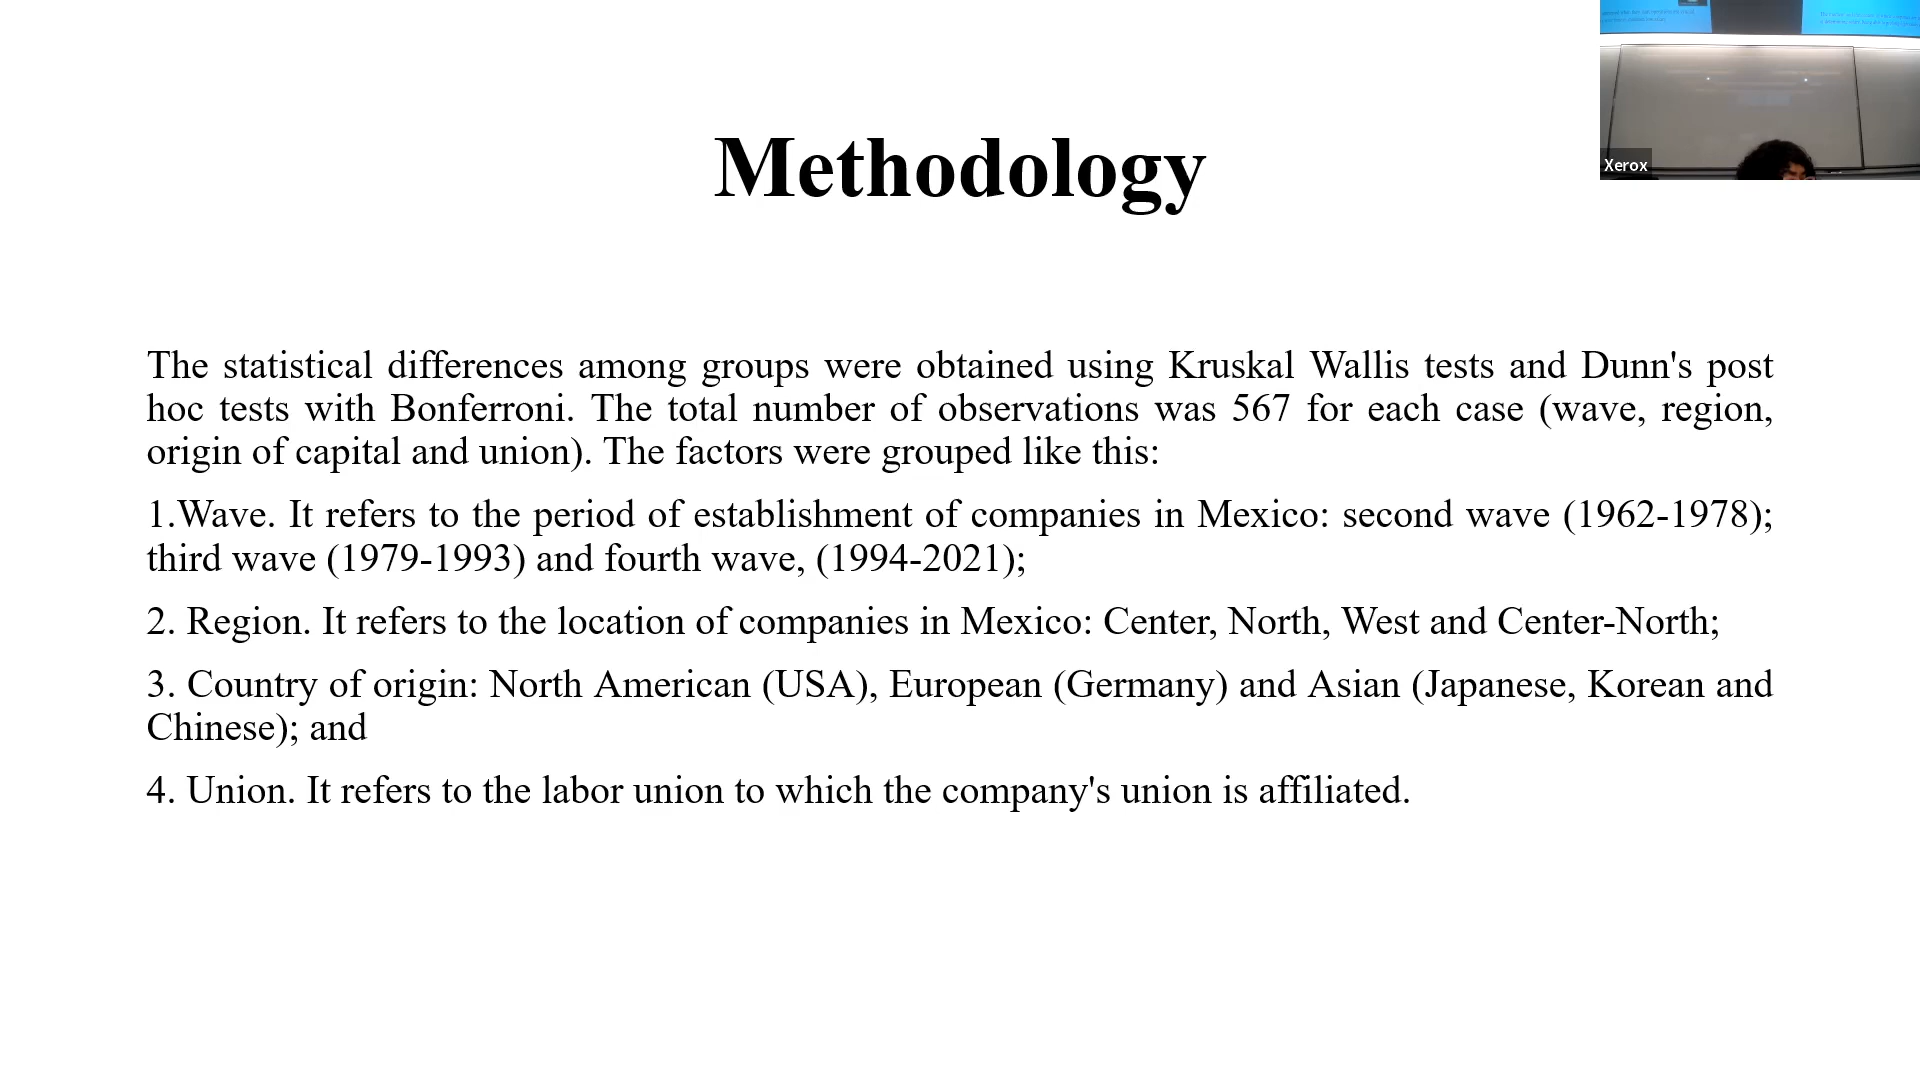 Methodology
The statistical differences among groups were obtained using Kruskal Wallis tests and Dunn's post
hoc tests with Bonferroni. The total number of observations was 567 for each case (wave, region,
origin of capital and union). The factors were grouped like this:
1.Wave. It refers to the period of establishment of companies in Mexico: second wave (1962-1978);
third wave (1979-1993) and fourth wave, (1994-2021);
2. Region. It refers to the location of companies in Mexico: Center, North, West and Center-North;
3. Country of origin: North American (USA), European (Germany) and Asian (Japanese, Korean and
Chinese); and
4. Union. It refers to the labor union to which the company's union is affiliated.
Xerox